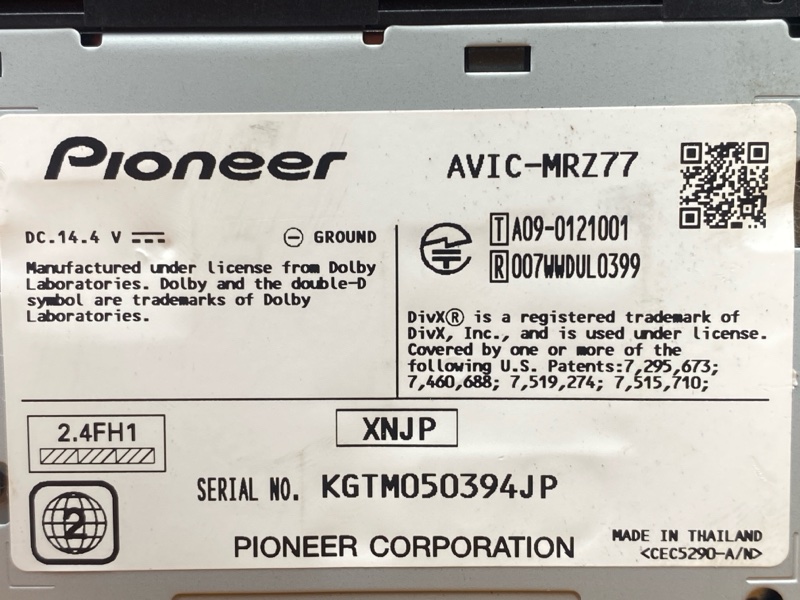 Pioneer
AVIC-MRZ77
DC.14.4 V
GROUND
Manufactured under license from Dolby
Laboratories. Dolby and the double-D
symbol are trademarks of Dolby
Laboratories.
T A09-0121001
R 007WWDUL0399
DivX® is a registered trademark of
DivX, Inc., and is used under license.
Covered by one or more of the
following U.S. Patents:7,295,673;
7,460,688; 7,519,274; 7,515,710;
2.4FH1
XNJP
2
SERIAL NO. KGTM050394JP
PIONEER CORPORATION
MADE IN THAILAND
<CEC5290-A/N>